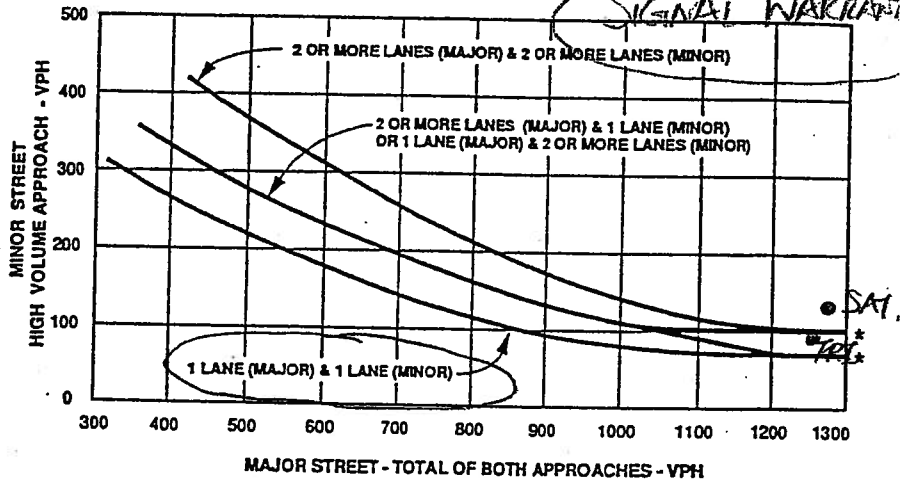 SIGNAL WARRAN
500
400
300
200
100
0
MINOR STREET
HIGH VOLUME APPROACH - VPH
2 OR MORE LANES (MAJOR) & 2 OR MORE LANES (MINOR)
2 OR MORE LANES (MAJOR) & 1 LANE (MINOR)
OR 1 LANE (MAJOR) & 2 OR MORE LANES (MINOR)
SAT.
*
FRI. *
1 LANE (MAJOR) & 1 LANE (MINOR)
300 400 500 600 700 800 900 1000 1100 1200 1300
MAJOR STREET - TOTAL OF BOTH APPROACHES - VPH